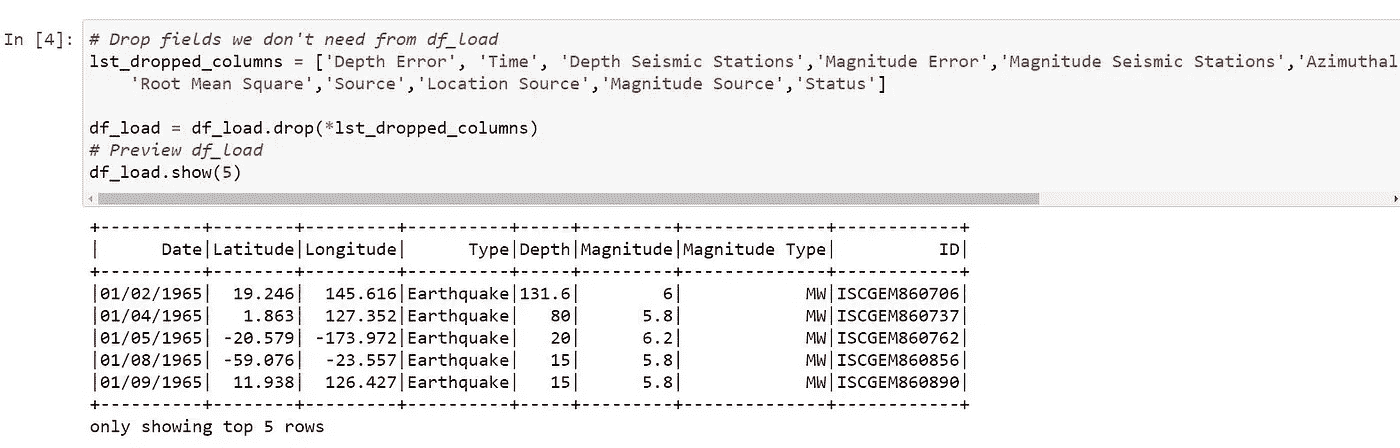 In [4]: # Drop fields we don't need from df_load
lst_dropped_columns = ['Depth Error', 'Time', 'Depth Seismic Stations','Magnitude Error','Magnitude Seismic Stations','Azimuthal
'Root Mean Square','Source','Location Source','Magnitude Source','Status']
df_load = df_load.drop(*lst_dropped_columns)
# Preview df_load
df_load.show(5)
+----------+--------+---------+----------+-----+---------+--------------+------------+
|      Date|Latitude|Longitude|      Type|Depth|Magnitude|Magnitude Type|          ID|
+----------+--------+---------+----------+-----+---------+--------------+------------+
|01/02/1965|  19.246|  145.616|Earthquake|131.6|        6|            MW|ISCGEM860706|
|01/04/1965|   1.863|  127.352|Earthquake|   80|      5.8|            MW|ISCGEM860737|
|01/05/1965| -20.579| -173.972|Earthquake|   20|      6.2|            MW|ISCGEM860762|
|01/08/1965| -59.076|  -23.557|Earthquake|   15|      5.8|            MW|ISCGEM860856|
|01/09/1965|  11.938|  126.427|Earthquake|   15|      5.8|            MW|ISCGEM860890|
+----------+--------+---------+----------+-----+---------+--------------+------------+
only showing top 5 rows